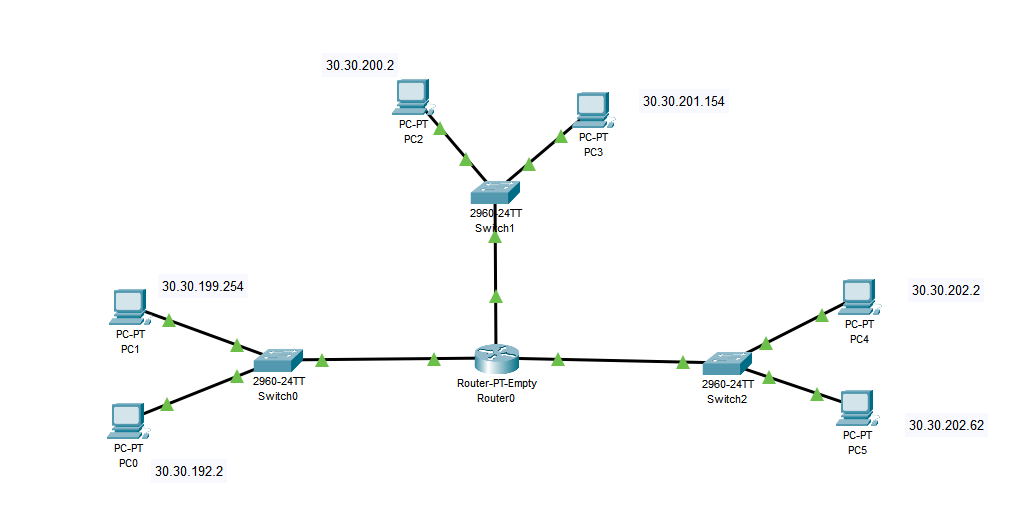 30.30.200.2
PC-PT
PC2
30.30.201.154
PC-PT
PC3
2960-24TT
Switch1
30.30.199.254
PC-PT
PC1
2960-24TT
Switch0
PC-PT
PC0
30.30.192.2
Router-PT-Empty
Router0
30.30.202.2
PC-PT
PC4
2960-24TT
Switch2
30.30.202.62
PC-PT
PC5